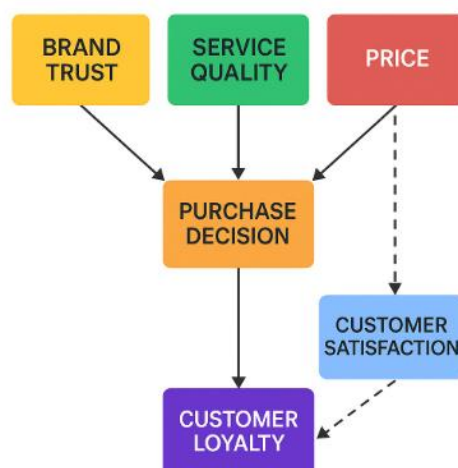 BRAND
TRUST
SERVICE
QUALITY
PRICE
PURCHASE
DECISION
CUSTOMER
SATISFACTION
CUSTOMER
LOYALTY